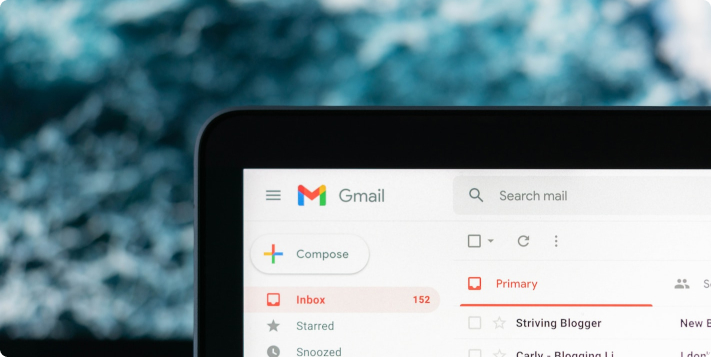 Gmail
Search mail
Compose
Primary
Inbox 152
Starred
Striving Blogger New B
Snoozed
Carly - Blogging Li I don'